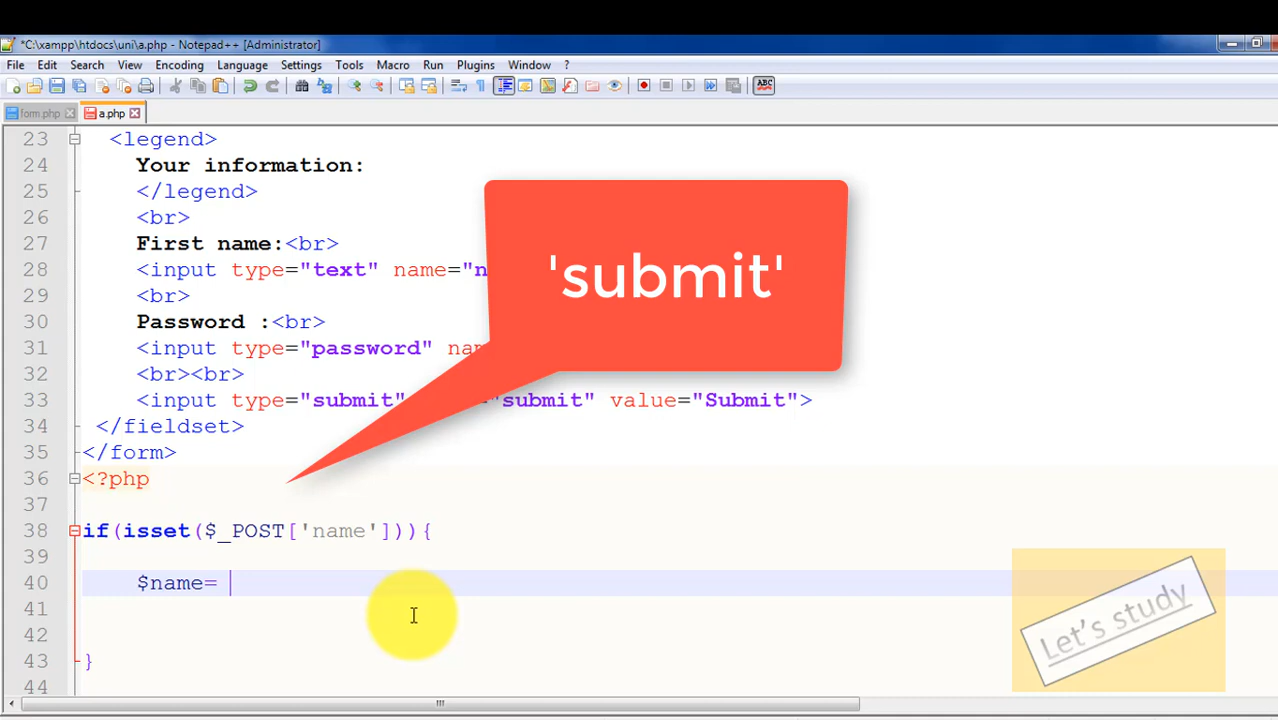 *C:\xampp\htdocs\uni\a.php - Notepad++ [Administrator]
File Edit Search View Encoding Language Settings Tools Macro Run Plugins Window ?
form.php a.php
23 <legend>
24 Your information:
25 </legend>
26 <br>
27 First name:<br>
28 <input type="text" name="n
29 <br>
30 Password :<br>
31 <input type="password" nam
32 <br><br>
33 <input type="submit" "submit" value="Submit">
34 </fieldset>
35 </form>
36 <?php
37
38 if(isset($_POST['name'])){
39
40 $name=
41
42
43 }
44
'submit'
Let's study